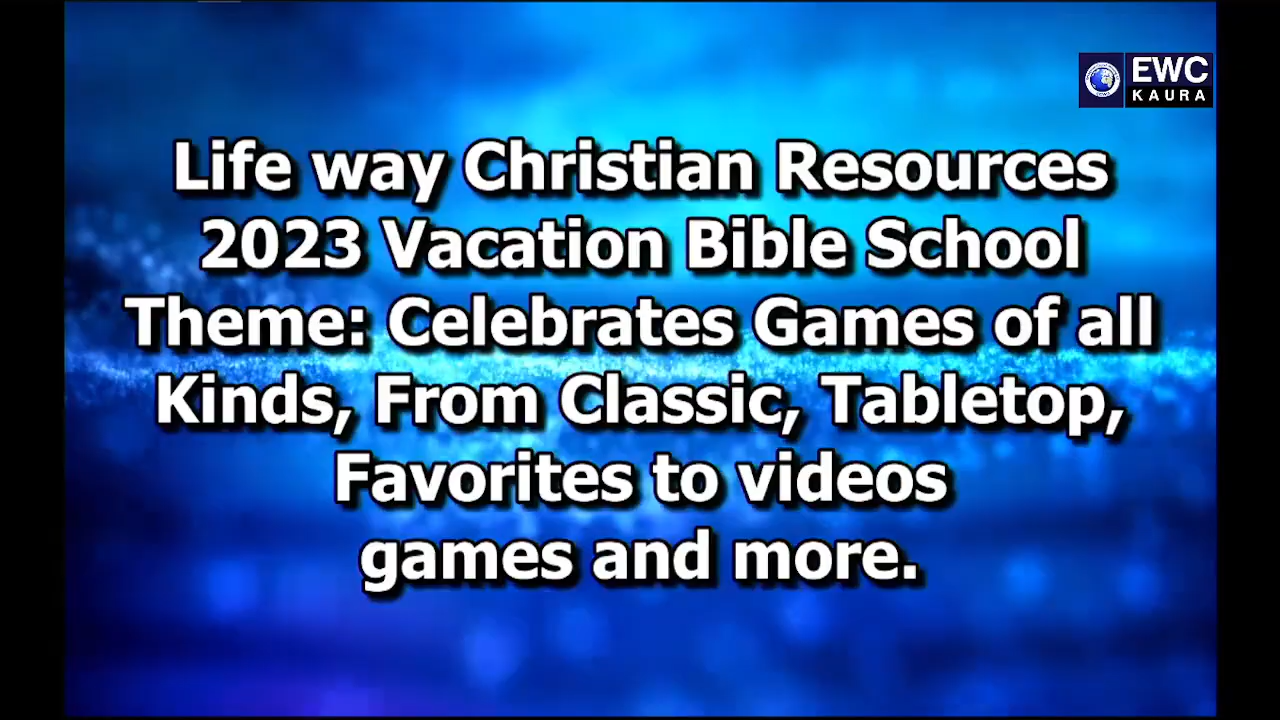 EWC
KAURA
Life way Christian Resources
2023 Vacation Bible School
Theme: Celebrates Games of all
Kinds, From Classic, Tabletop,
Favorites to videos
games and more.